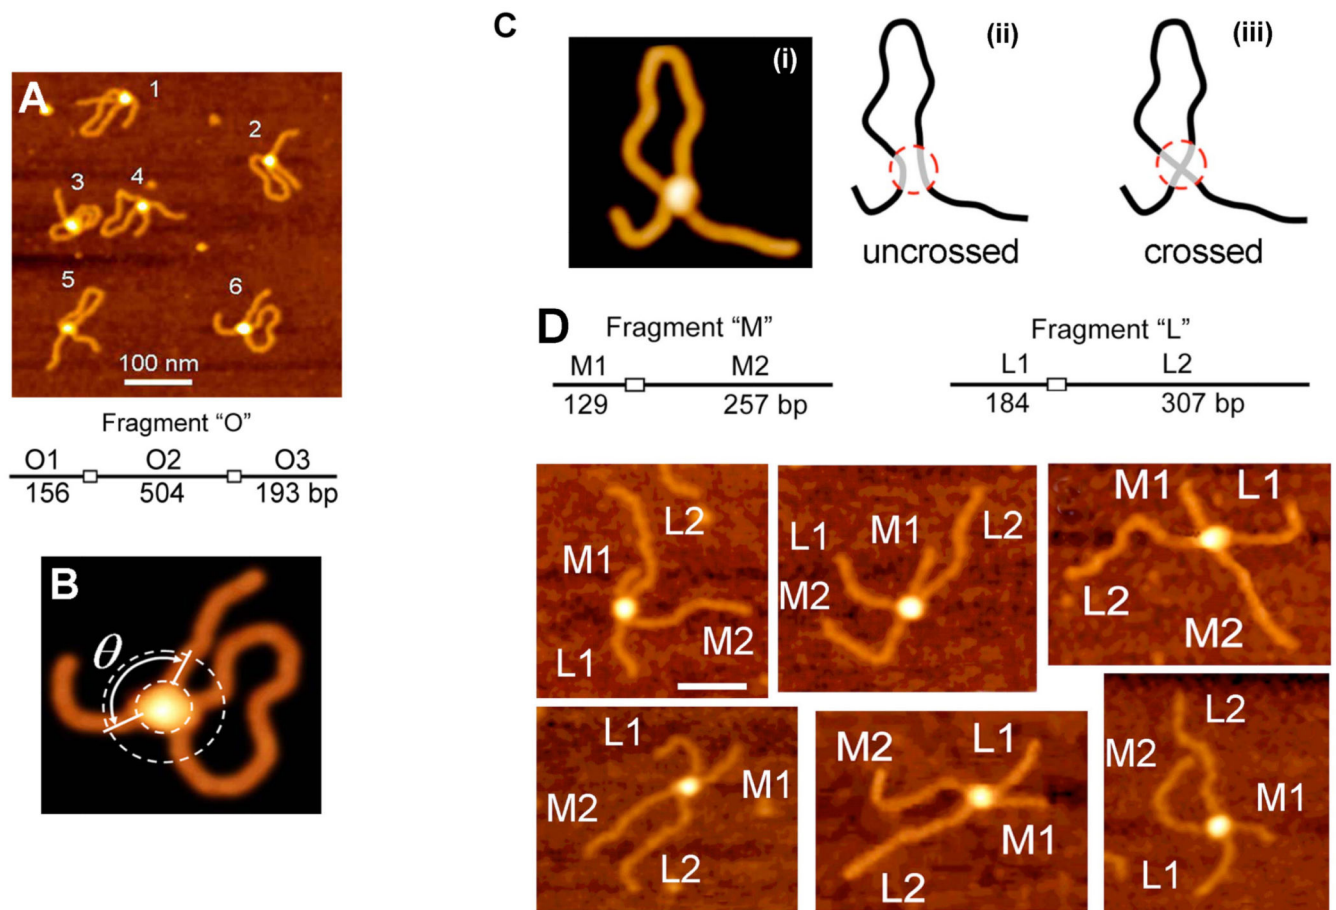 A
1
2
3
4
5
6
100 nm
Fragment “O”
O1 O2 O3
156 504 193 bp
B
θ
C
(i)
(ii)
(iii)
uncrossed
crossed
D
Fragment “M”
M1 M2
129 257 bp
Fragment “L”
L1 L2
184 307 bp
L2
M1
M2
L1
L1 M1 L2
M2
M1 L1
L2
M2
L1
M1
M2
L2
M2 L1
M1
L2
L2
M2
M1
L1